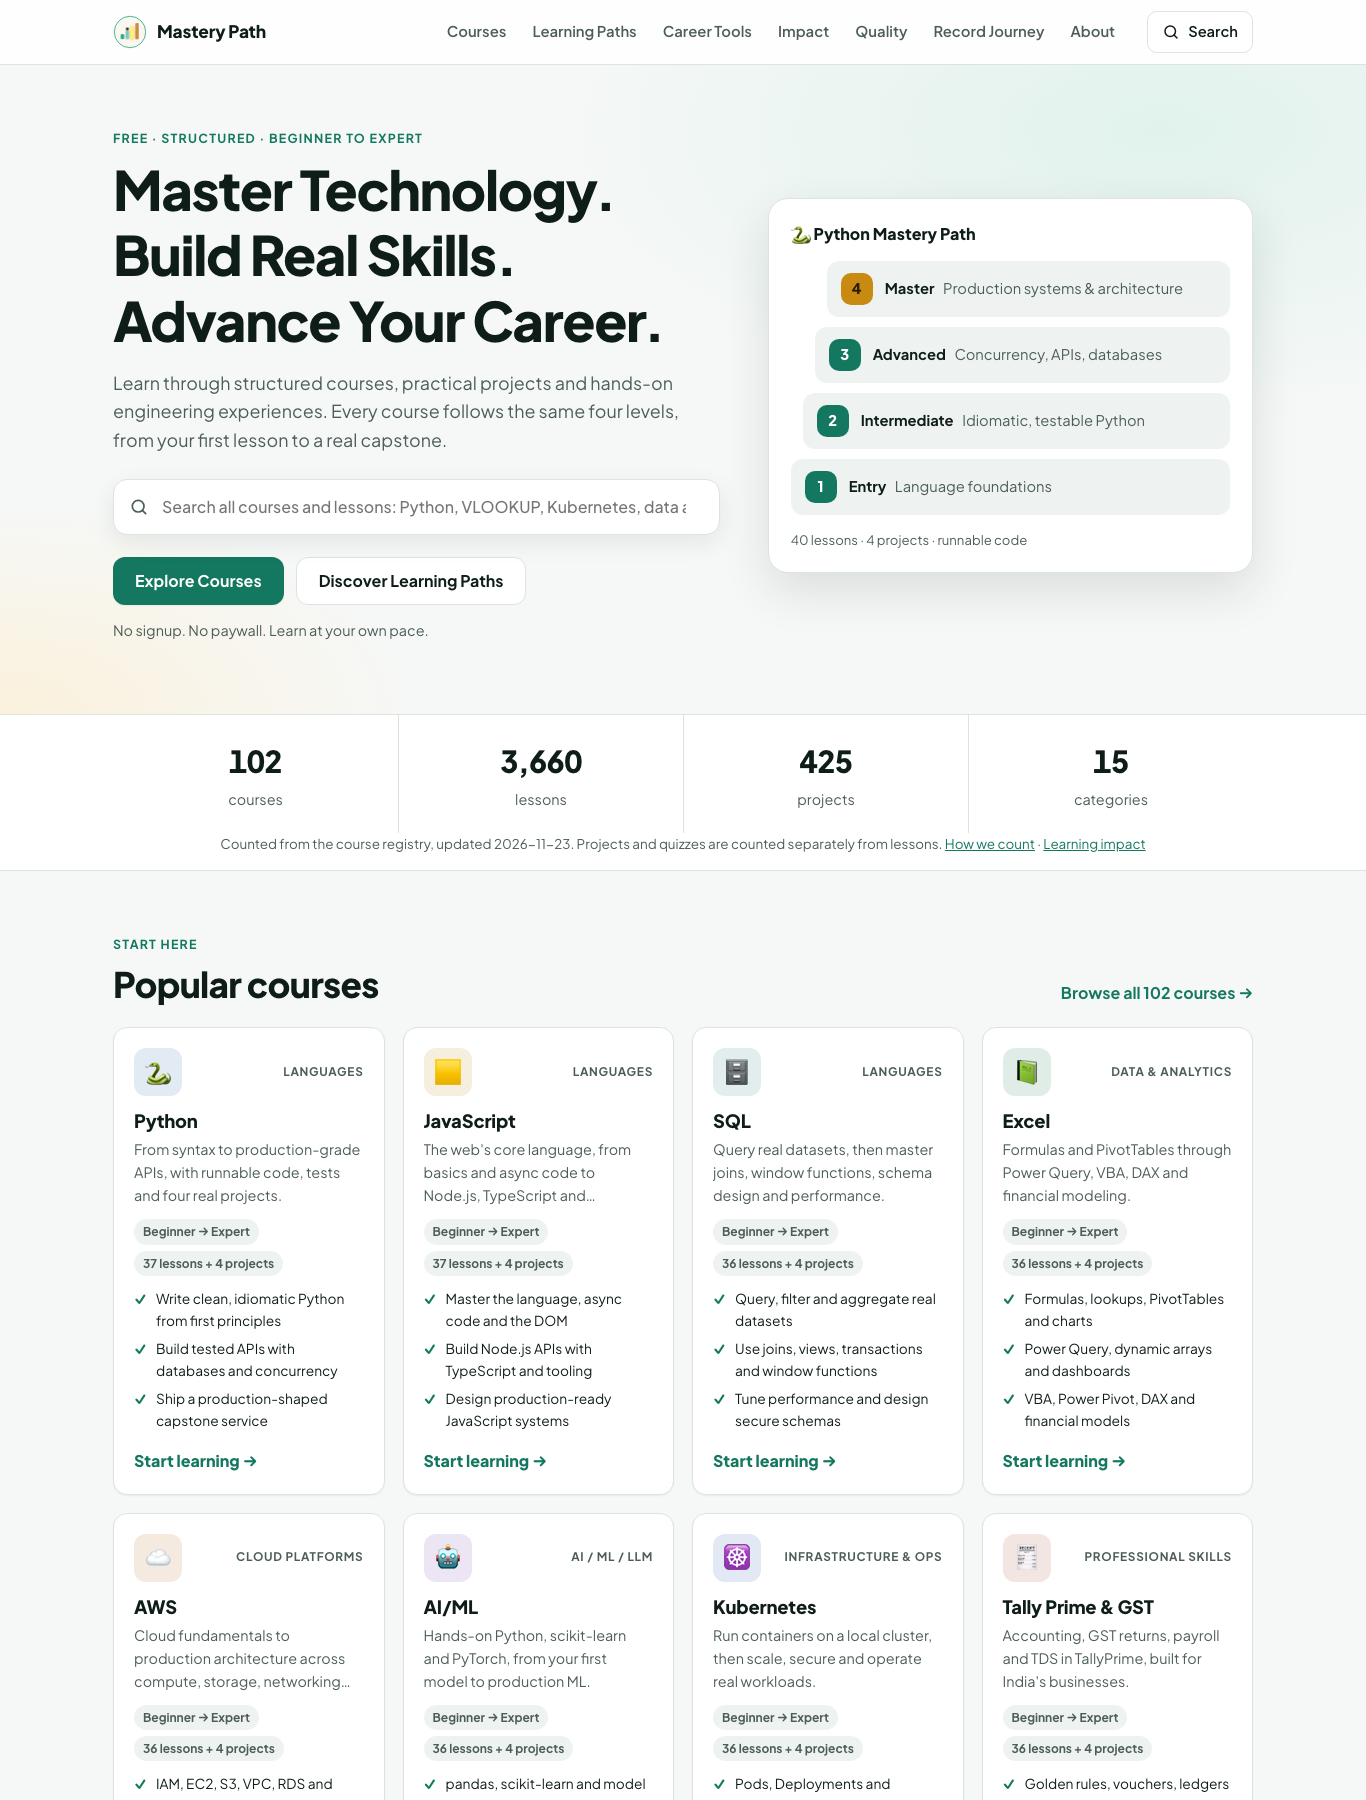 Mastery Path
Courses
Learning Paths
Career Tools
Impact
Quality
Record Journey
About
Search
FREE · STRUCTURED · BEGINNER TO EXPERT
Master Technology.
Build Real Skills.
Advance Your Career.
Learn through structured courses, practical projects and hands-on
engineering experiences. Every course follows the same four levels,
from your first lesson to a real capstone.
Search all courses and lessons: Python, VLOOKUP, Kubernetes, data
Explore Courses
Discover Learning Paths
No signup. No paywall. Learn at your own pace.
Python Mastery Path
4 Master Production systems & architecture
3 Advanced Concurrency, APIs, databases
2 Intermediate Idiomatic, testable Python
1 Entry Language foundations
40 lessons · 4 projects · runnable code
102
courses
3,660
lessons
425
projects
15
categories
Counted from the course registry, updated 2026-11-23. Projects and quizzes are counted separately from lessons. How we count · Learning impact
START HERE
Popular courses
Browse all 102 courses →
LANGUAGES
Python
From syntax to production-grade
APIs, with runnable code, tests
and four real projects.
Beginner → Expert
37 lessons + 4 projects
Write clean, idiomatic Python
from first principles
Build tested APIs with
databases and concurrency
Ship a production-shaped
capstone service
Start learning →
LANGUAGES
JavaScript
The web's core language, from
basics and async code to
Node.js, TypeScript and…
Beginner → Expert
37 lessons + 4 projects
Master the language, async
code and the DOM
Build Node.js APIs with
TypeScript and tooling
Design production-ready
JavaScript systems
Start learning →
LANGUAGES
SQL
Query real datasets, then master
joins, window functions, schema
design and performance.
Beginner → Expert
36 lessons + 4 projects
Query, filter and aggregate real
datasets
Use joins, views, transactions
and window functions
Tune performance and design
secure schemas
Start learning →
DATA & ANALYTICS
Excel
Formulas and PivotTables through
Power Query, VBA, DAX and
financial modeling.
Beginner → Expert
36 lessons + 4 projects
Formulas, lookups, PivotTables
and charts
Power Query, dynamic arrays
and dashboards
VBA, Power Pivot, DAX and
financial models
Start learning →
CLOUD PLATFORMS
AWS
Cloud fundamentals to
production architecture across
compute, storage, networking…
Beginner → Expert
36 lessons + 4 projects
IAM, EC2, S3, VPC, RDS and
AI / ML / LLM
AI/ML
Hands-on Python, scikit-learn
and PyTorch, from your first
model to production ML.
Beginner → Expert
36 lessons + 4 projects
pandas, scikit-learn and model
INFRASTRUCTURE & OPS
Kubernetes
Run containers on a local cluster,
then scale, secure and operate
real workloads.
Beginner → Expert
36 lessons + 4 projects
Pods, Deployments and
PROFESSIONAL SKILLS
Tally Prime & GST
Accounting, GST returns, payroll
and TDS in TallyPrime, built for
India's businesses.
Beginner → Expert
36 lessons + 4 projects
Golden rules, vouchers, ledgers